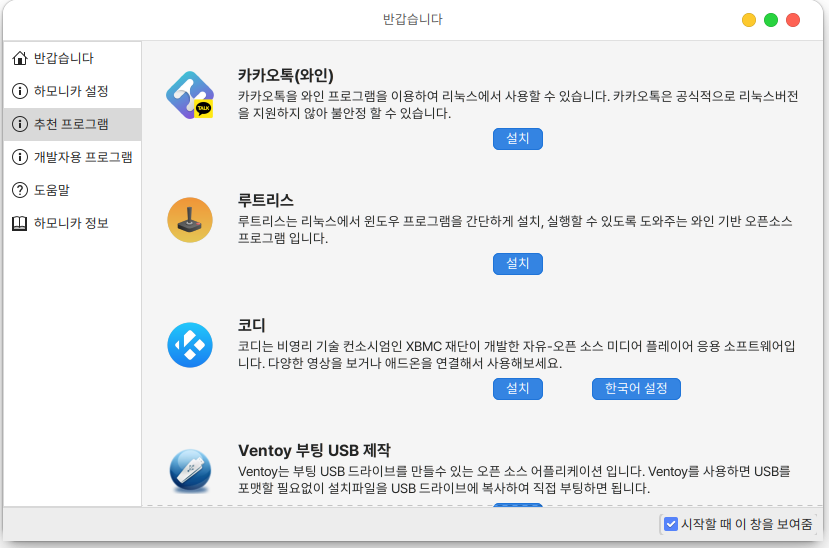 반갑습니다
반갑습니다
하모니카 설정
추천 프로그램
개발자용 프로그램
도움말
하모니카 정보
TALK
카카오톡(와인)
카카오톡을 와인 프로그램을 이용하여 리눅스에서 사용할 수 있습니다. 카카오톡은 공식적으로 리눅스버전
을 지원하지 않아 불안정 할 수 있습니다.
설치
루트리스
루트리스는 리눅스에서 윈도우 프로그램을 간단하게 설치, 실행할 수 있도록 도와주는 와인 기반 오픈소스
프로그램 입니다.
설치
코디
코디는 비영리 기술 컨소시엄인 XBMC 재단이 개발한 자유-오픈 소스 미디어 플레이어 응용 소프트웨어입
니다. 다양한 영상을 보거나 애드온을 연결해서 사용해보세요.
설치
한국어 설정
Ventoy 부팅 USB 제작
Ventoy는 부팅 USB 드라이브를 만들수 있는 오픈 소스 어플리케이션 입니다. Ventoy를 사용하면 USB를
포맷할 필요없이 설치파일을 USB 드라이브에 복사하여 직접 부팅하면 됩니다.
시작할 때 이 창을 보여줌